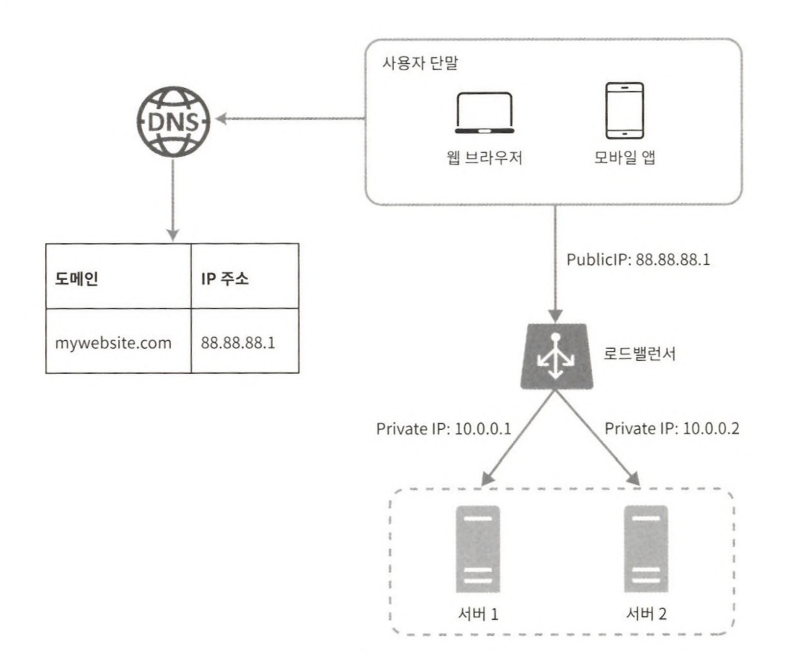 사용자 단말
DNS
웹 브라우저
모바일 앱
도메인
IP 주소
mywebsite.com
88.88.88.1
PublicIP: 88.88.88.1
로드밸런서
Private IP: 10.0.0.1
Private IP: 10.0.0.2
서버 1
서버 2